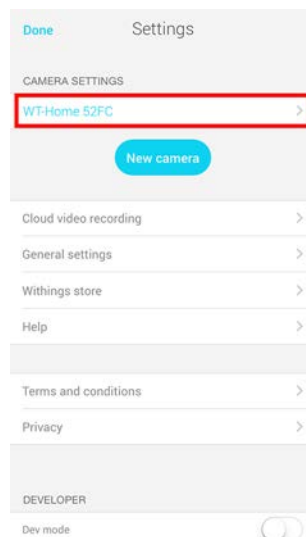 Done Settings
CAMERA SETTINGS
WT-Home 52FC
New camera
Cloud video recording
General settings
Withings store
Help
Terms and conditions
Privacy
DEVELOPER
Dev mode